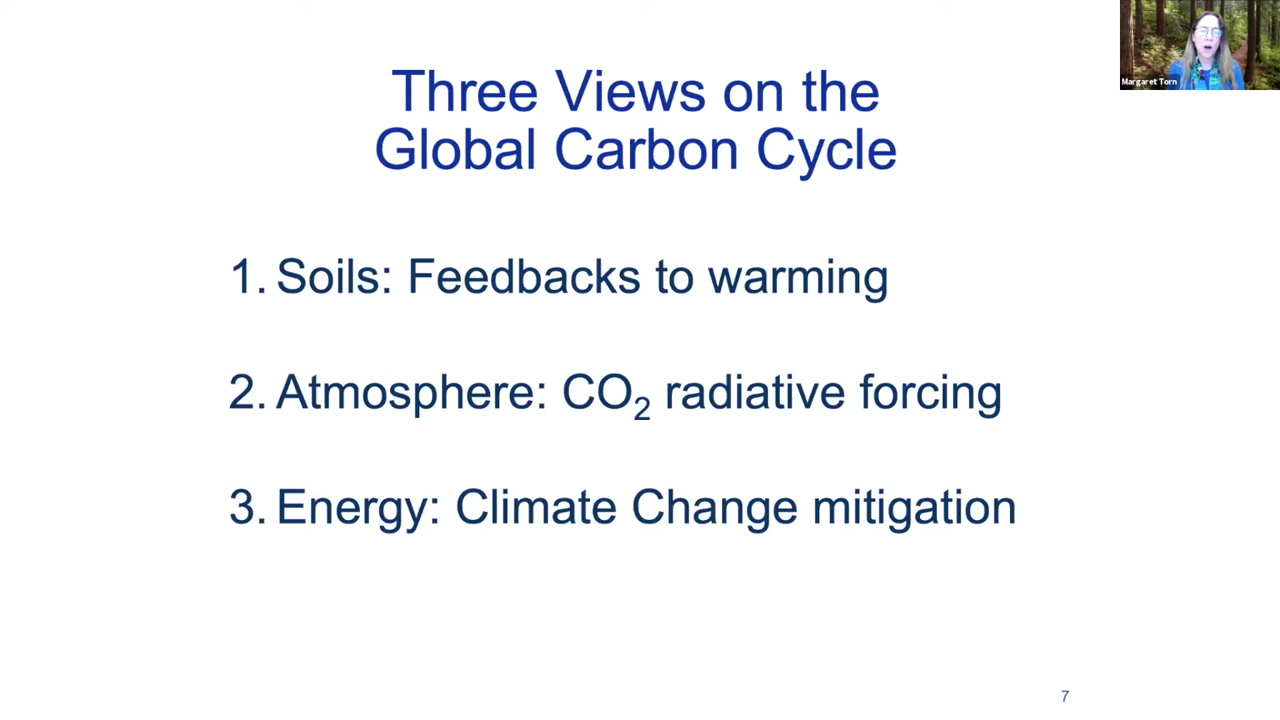 Margaret Torn
Three Views on the
Global Carbon Cycle
1. Soils: Feedbacks to warming
2. Atmosphere: CO₂ radiative forcing
3. Energy: Climate Change mitigation
7